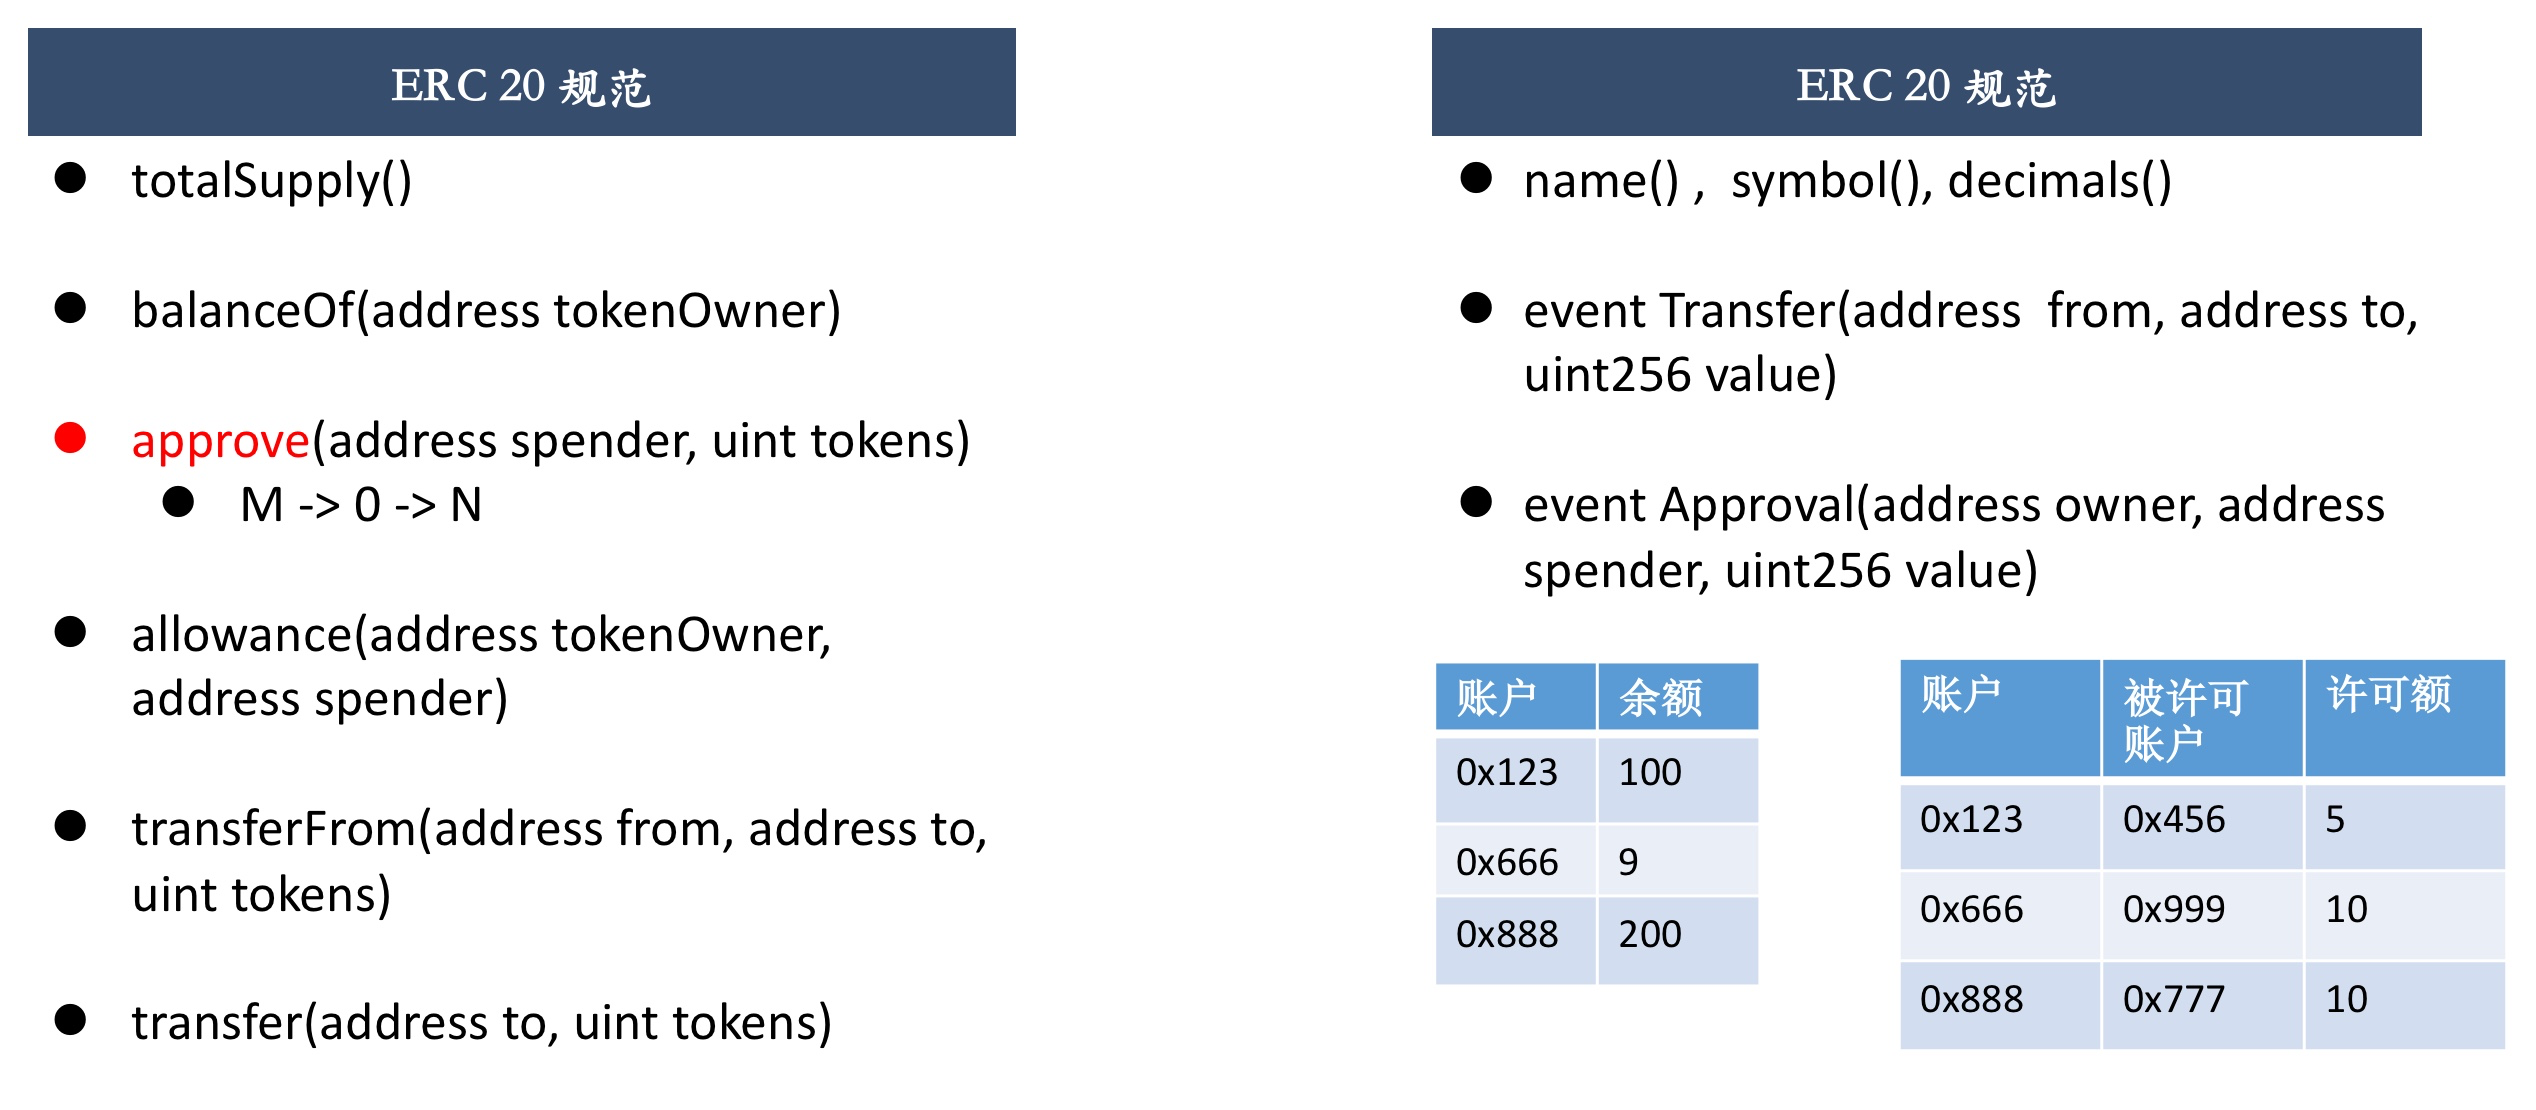 ERC 20 规范
totalSupply()
balanceOf(address tokenOwner)
approve(address spender, uint tokens)
M -> 0 -> N
allowance(address tokenOwner,
address spender)
transferFrom(address from, address to,
uint tokens)
transfer(address to, uint tokens)
ERC 20 规范
name() , symbol(), decimals()
event Transfer(address from, address to,
uint256 value)
event Approval(address owner, address
spender, uint256 value)
账户 余额
0x123 100
0x666 9
0x888 200
账户 被许可 许可额
账户
0x123 0x456 5
0x666 0x999 10
0x888 0x777 10